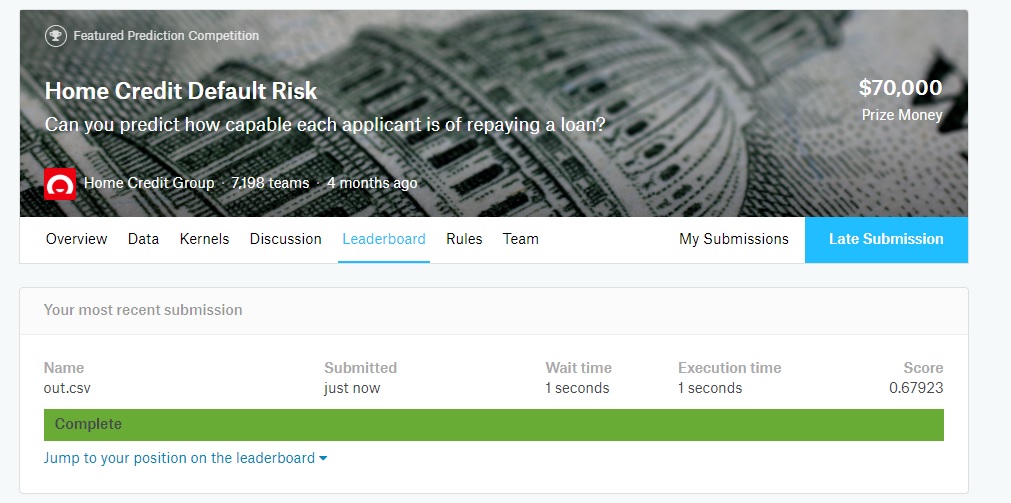 Featured Prediction Competition
Home Credit Default Risk
$70,000
Can you predict how capable each applicant is of repaying a loan?
Prize Money
Home Credit Group · 7,198 teams · 4 months ago
Overview Data Kernels Discussion Leaderboard Rules Team My Submissions Late Submission
Your most recent submission
Name Submitted Wait time Execution time Score
out.csv just now 1 seconds 1 seconds 0.67923
Complete
Jump to your position on the leaderboard